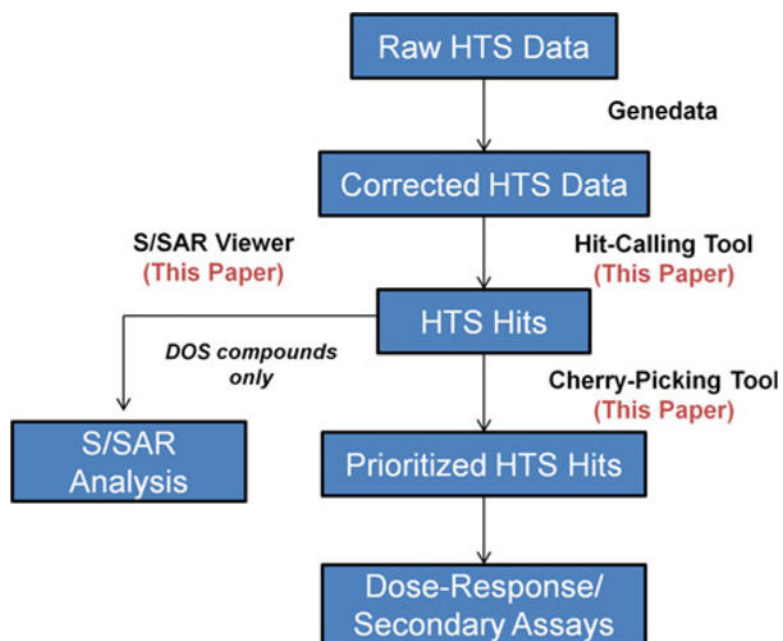 Raw HTS Data
Genedata
Corrected HTS Data
S/SAR Viewer
(This Paper)
Hit-Calling Tool
(This Paper)
HTS Hits
DOS compounds
only
Cherry-Picking Tool
(This Paper)
S/SAR
Analysis
Prioritized HTS Hits
Dose-Response/
Secondary Assays